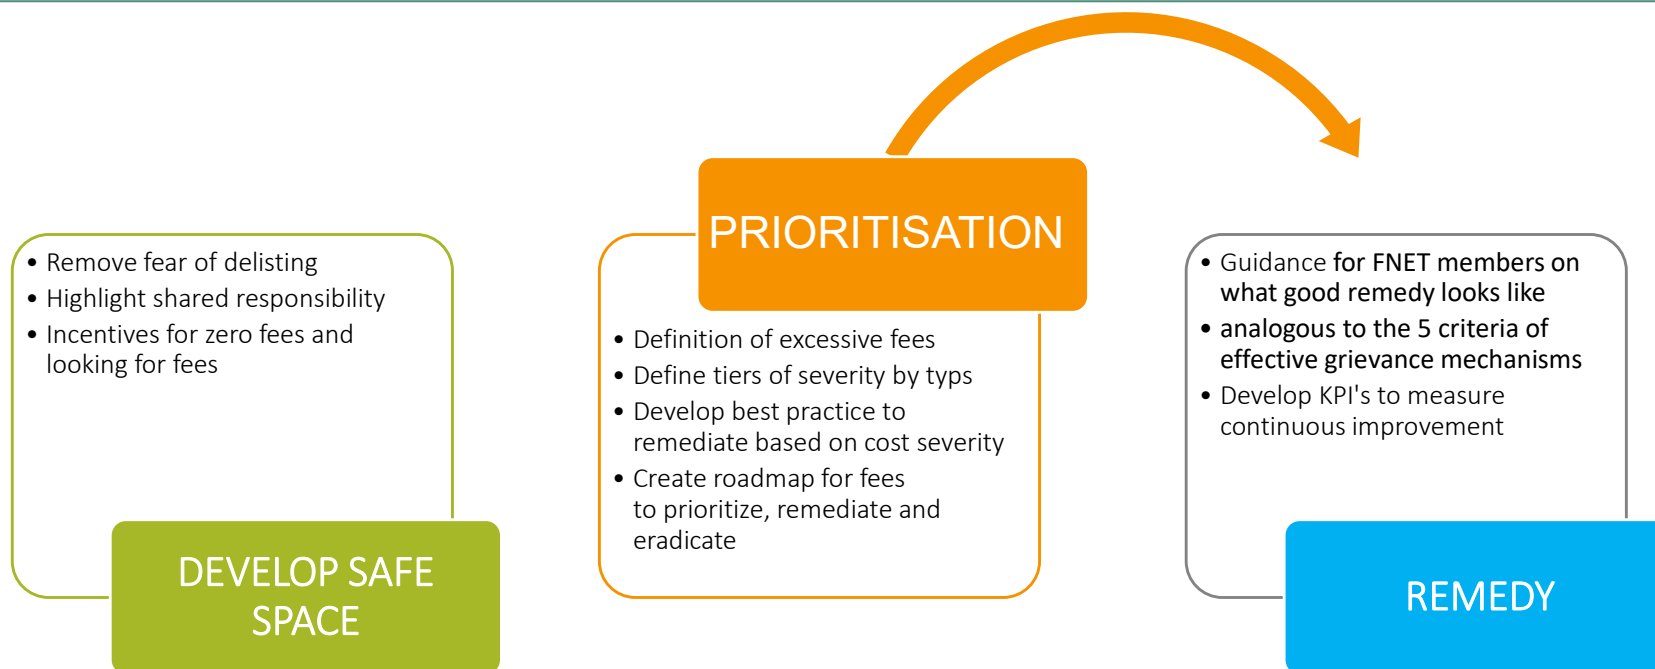 • Remove fear of delisting
• Highlight shared responsibility
• Incentives for zero fees and
looking for fees
DEVELOP SAFE
SPACE
PRIORITISATION
• Definition of excessive fees
• Define tiers of severity by typs
• Develop best practice to
remediate based on cost severity
• Create roadmap for fees
to prioritize, remediate and
eradicate
• Guidance for FNET members on
what good remedy looks like
• analogous to the 5 criteria of
effective grievance mechanisms
• Develop KPI's to measure
continuous improvement
REMEDY